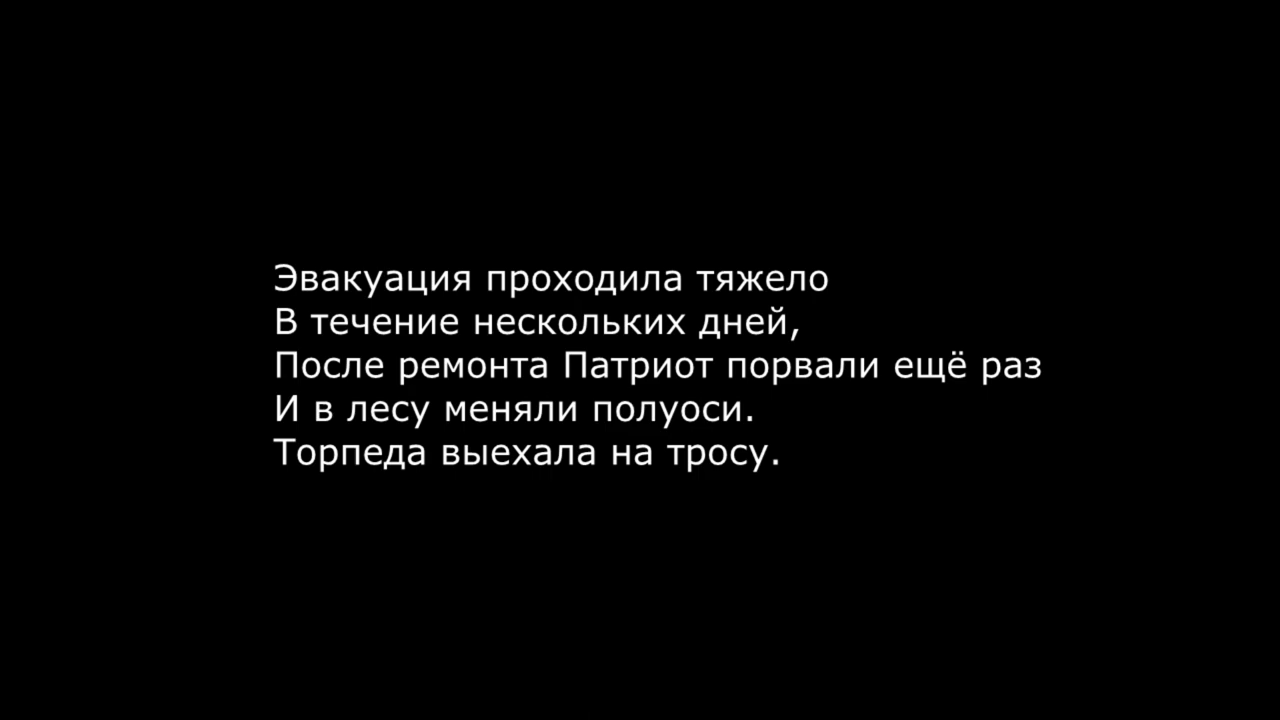 Эвакуация проходила тяжело
В течение нескольких дней,
После ремонта Патриот порвали ещё раз
И в лесу меняли полуоси.
Торпеда выехала на тросу.